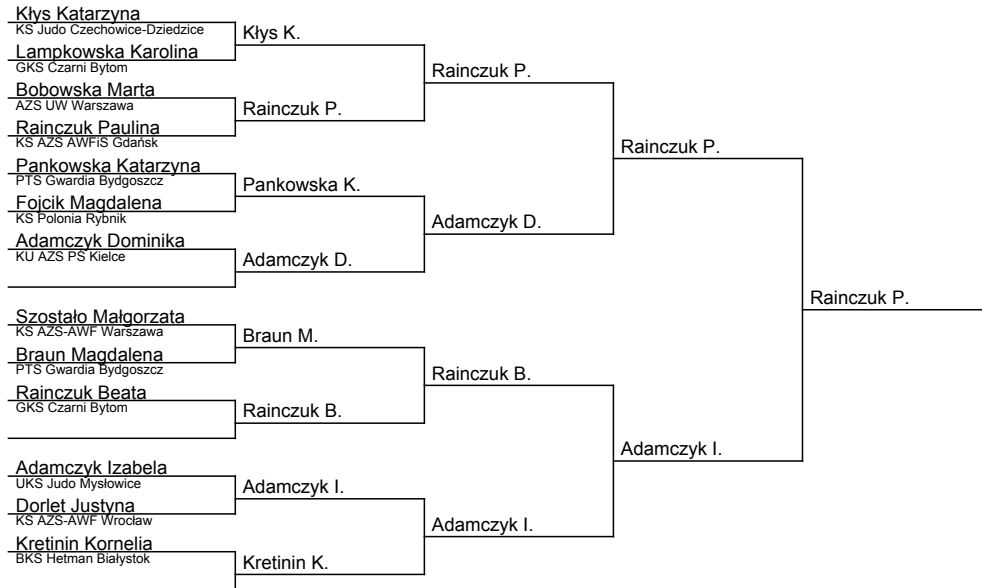 Kłys Katarzyna
KS Judo Czechowice-Dziedzice
Kłys K.
Lampkowska Karolina
GKS Czarni Bytom
Rainczuk P.
Bobowska Marta
AZS UW Warszawa
Rainczuk P.
Rainczuk Paulina
KS AZS AWFiS Gdańsk
Rainczuk P.
Pankowska Katarzyna
PTS Gwardia Bydgoszcz
Pankowska K.
Fojcik Magdalena
KS Polonia Rybnik
Adamczyk D.
Adamczyk Dominika
KU AZS PŚ Kielce
Adamczyk D.
Rainczuk P.
Szostało Małgorzata
KS AZS-AWF Warszawa
Braun M.
Braun Magdalena
PTS Gwardia Bydgoszcz
Rainczuk B.
Rainczuk Beata
GKS Czarni Bytom
Rainczuk B.
Adamczyk I.
Adamczyk Izabela
UKS Judo Mysłowice
Adamczyk I.
Dorlet Justyna
KS AZS-AWF Wrocław
Adamczyk I.
Kretinin Kornelia
BKS Hetman Białystok
Kretinin K.